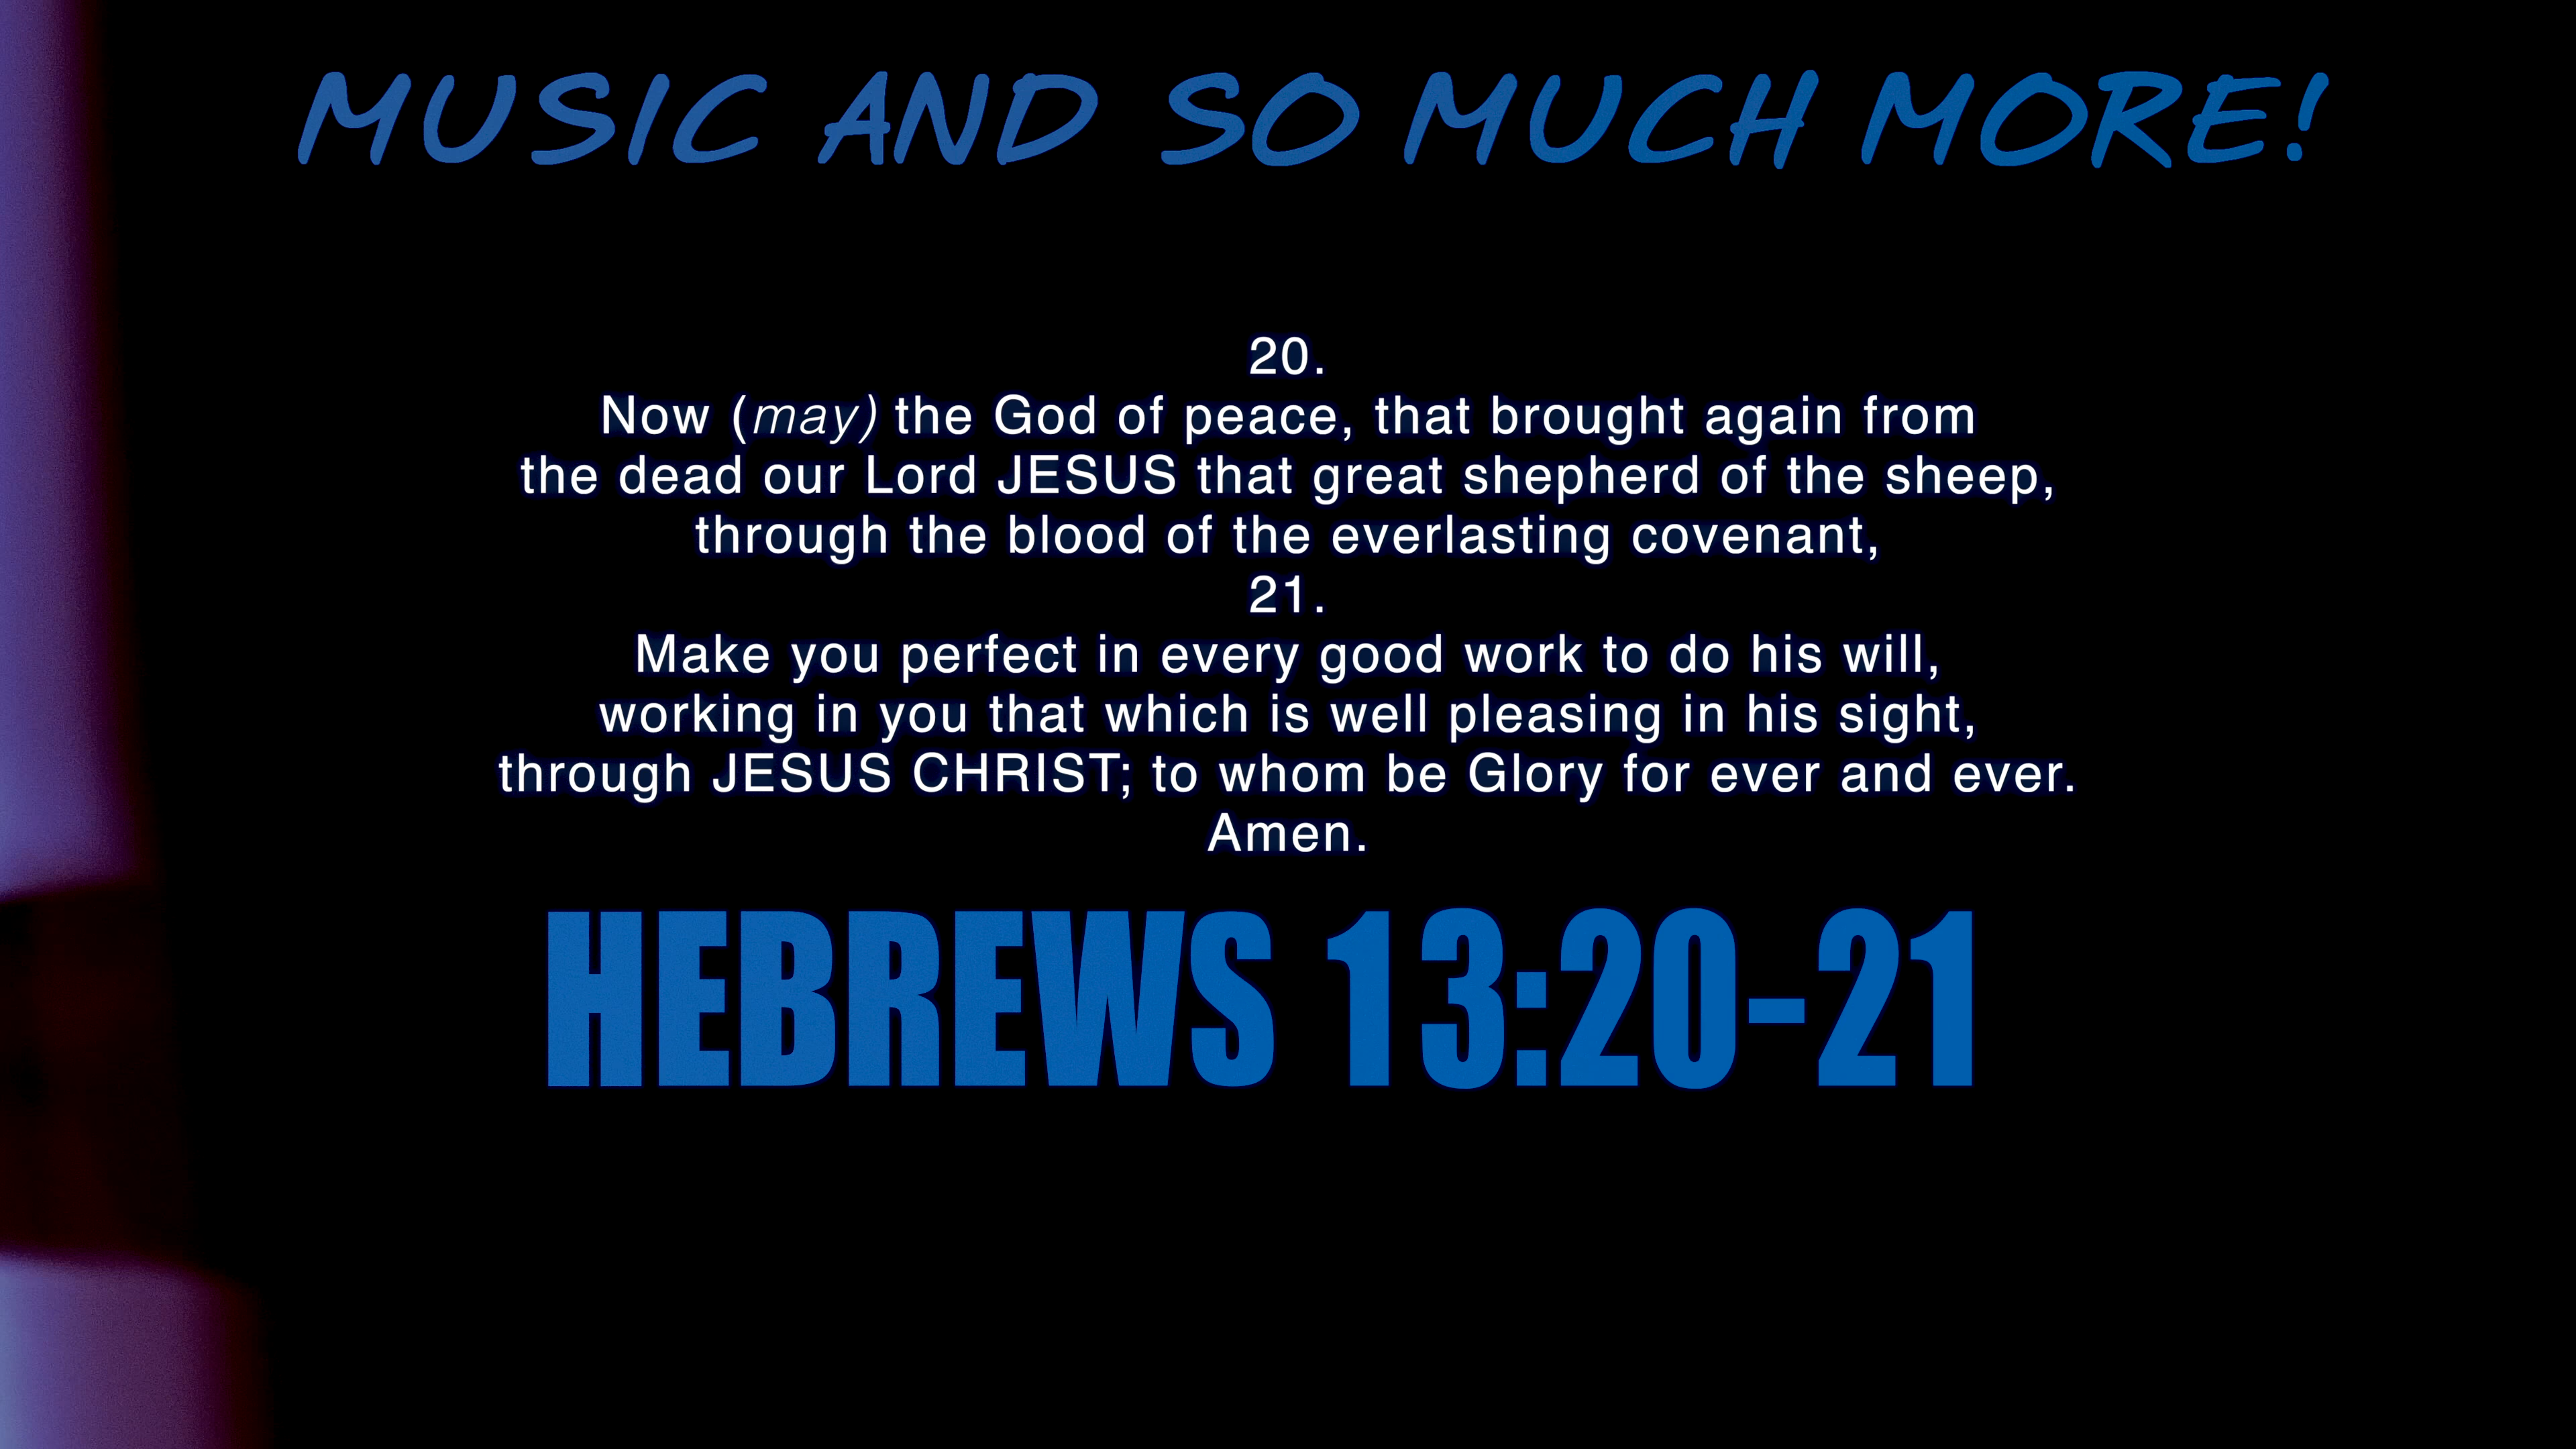 MUSIC AND SO MUCH MORE!
20.
Now (may) the God of peace, that brought again from
the dead our Lord JESUS that great shepherd of the sheep,
through the blood of the everlasting covenant,
21.
Make you perfect in every good work to do his will,
working in you that which is well pleasing in his sight,
through JESUS CHRIST; to whom be Glory for ever and ever.
Amen.
HEBREWS 13:20-21